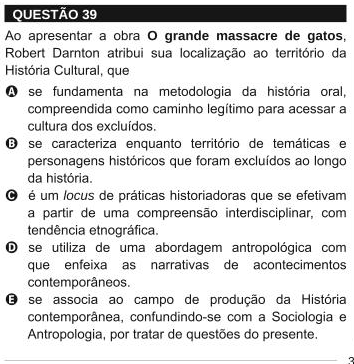 QUESTÃO 39
Ao apresentar a obra O grande massacre de gatos,
Robert Darnton atribui sua localização ao território da
História Cultural, que
A se fundamenta na metodologia da história oral,
compreendida como caminho legítimo para acessar a
cultura dos excluídos.
B se caracteriza enquanto território de temáticas e
personagens históricos que foram excluídos ao longo
da história.
C é um locus de práticas historiadoras que se efetivam
a partir de uma compreensão interdisciplinar, com
tendência etnográfica.
D se utiliza de uma abordagem antropológica com
que enfeixa as narrativas de acontecimentos
contemporâneos.
E se associa ao campo de produção da História
contemporânea, confundindo-se com a Sociologia e
Antropologia, por tratar de questões do presente.
3